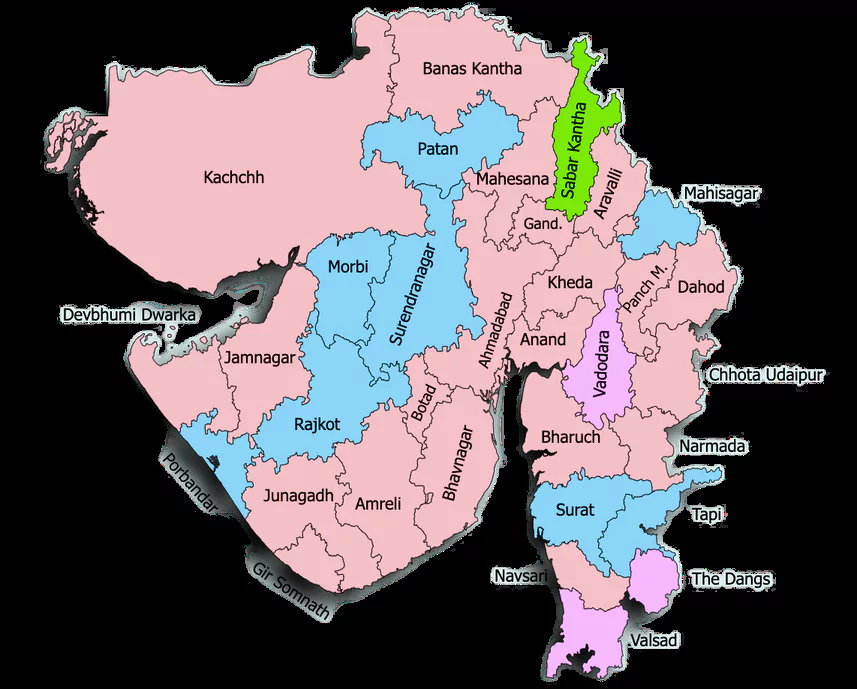 Banas Kantha
Patan
Sabar Kantha
Kachchh
Mahesana
Aravalli
Mahisagar
Gand.
Morbi
Surendranagar
Kheda
Panch M.
Dahod
Devbhumi Dwarka
Ahmadabad
Anand
Vadodara
Jamnagar
Chhota Udaipur
Botad
Rajkot
Bharuch
Narmada
Bhavnagar
Porbandar
Junagadh
Amreli
Surat
Tapi
Gir Somnath
Navsari
The Dangs
Valsad